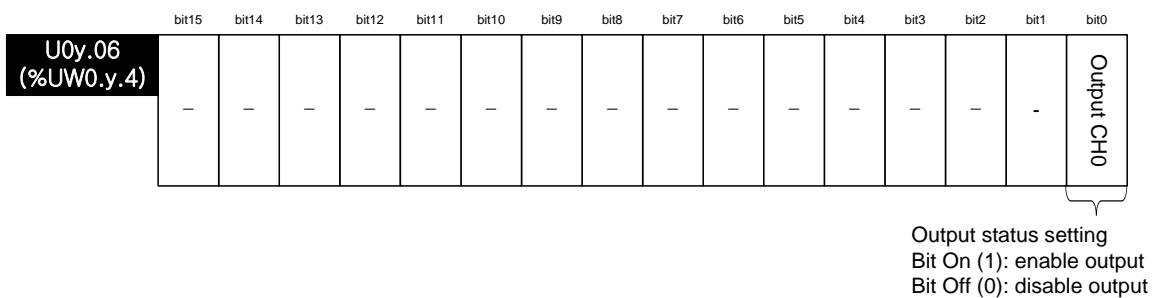 bit15 bit14 bit13 bit12 bit11 bit10 bit9 bit8 bit7 bit6 bit5 bit4 bit3 bit2 bit1 bit0
U0y.06
(%UW0.y.4)
– – – – – – – – – – – – – – -
Output CH0
Output status setting
Bit On (1): enable output
Bit Off (0): disable output